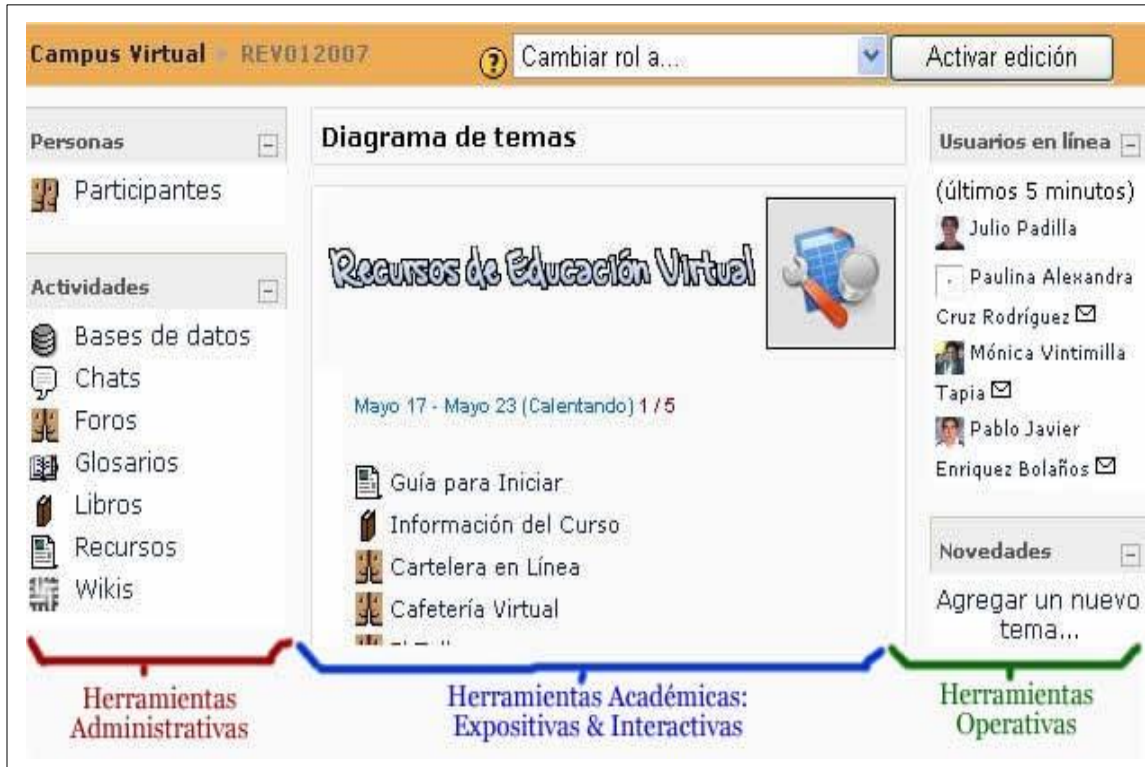 Campus Virtual » REV012007
? Cambiar rol a... Activar edición
Personas
Participantes
Actividades
Bases de datos
Chats
Foros
Glosarios
Libros
Recursos
Wikis
Diagrama de temas
Recursos de Educación Virtual
Mayo 17 - Mayo 23 (Calentando) 1 / 5
Guía para Iniciar
Información del Curso
Cartelera en Línea
Cafetería Virtual
Usuarios en línea
(últimos 5 minutos)
Julio Padilla
Paulina Alexandra
Cruz Rodríguez
Mónica Vintimilla
Tapia
Pablo Javier
Enriquez Bolaños
Novedades
Agregar un nuevo
tema...
Herramientas
Administrativas
Herramientas Académicas:
Expositivas & Interactivas
Herramientas
Operativas